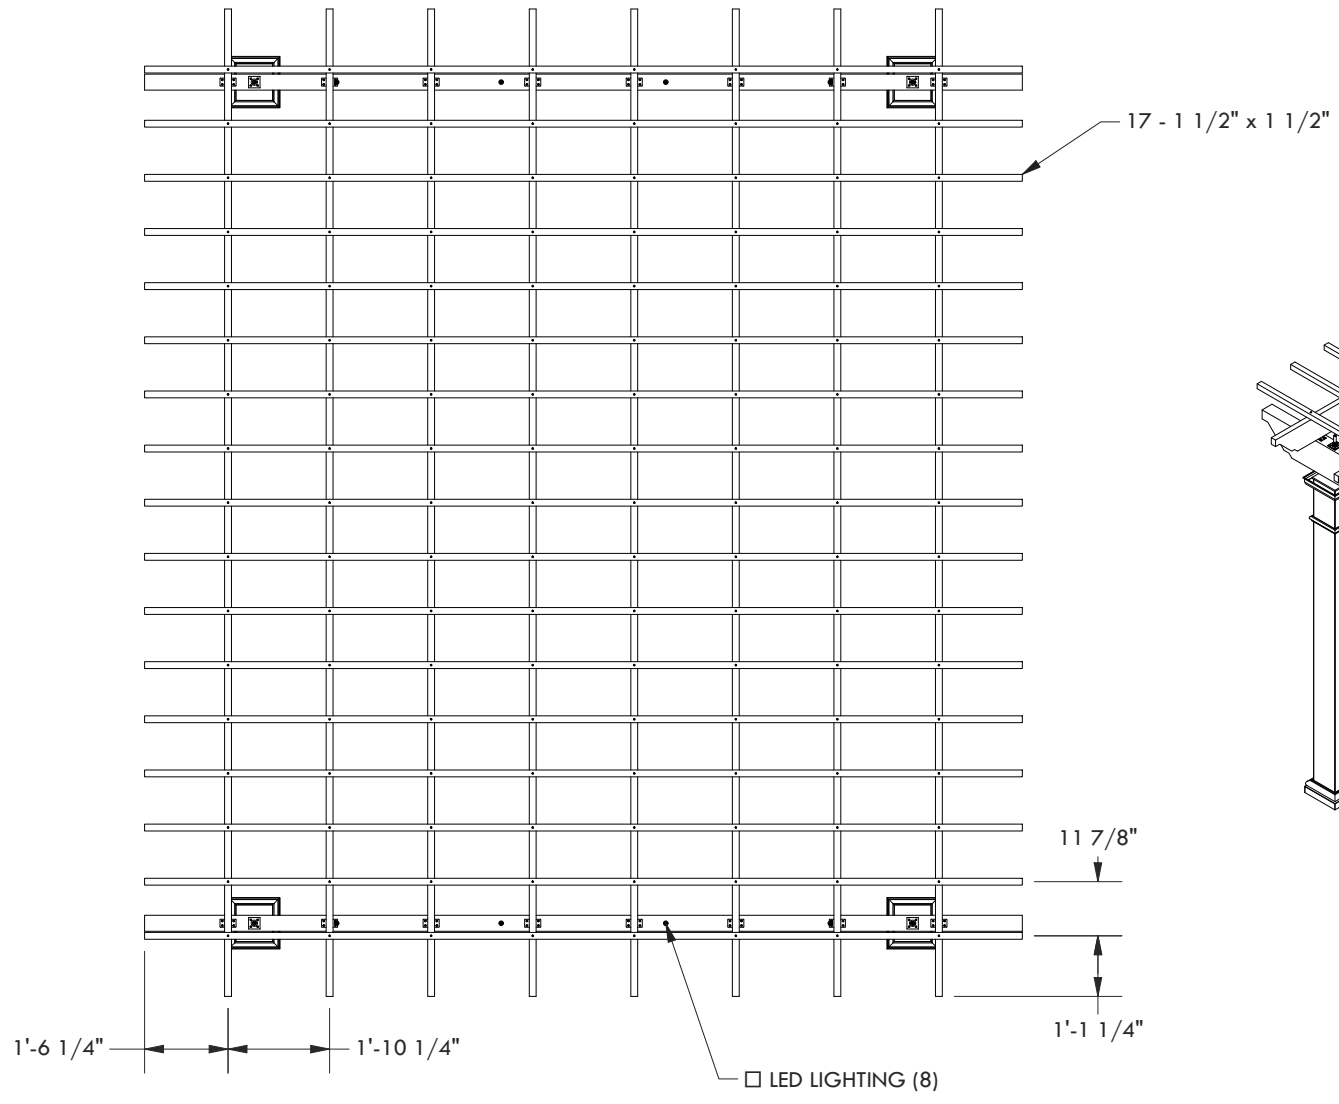 17 - 1 1/2" x 1 1/2"
11 7/8"
1'-1 1/4"
1'-6 1/4"
1'-10 1/4"
☐ LED LIGHTING (8)